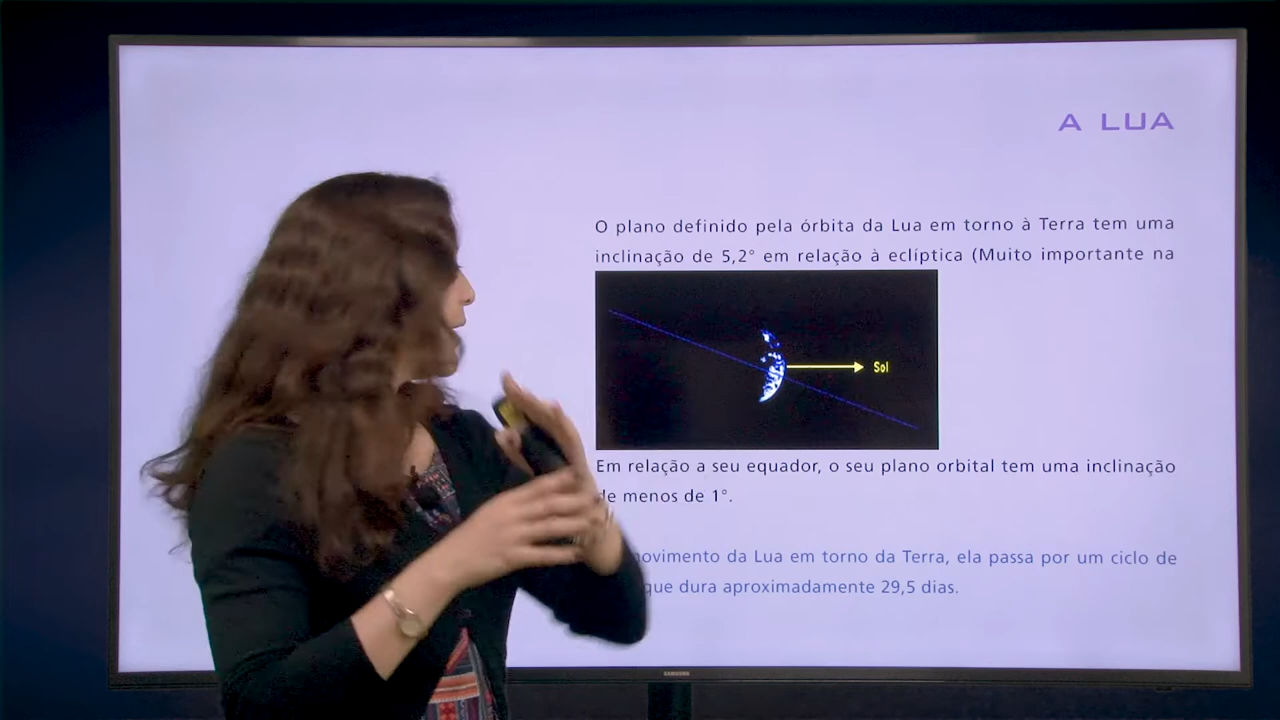 A LUA
O plano definido pela órbita da Lua em torno à Terra tem uma
inclinação de 5,2° em relação à eclíptica (Muito importante na
Sol
Em relação a seu equador, o seu plano orbital tem uma inclinação
de menos de 1°.
movimento da Lua em torno da Terra, ela passa por um ciclo de
que dura aproximadamente 29,5 dias.
SAMSUNG